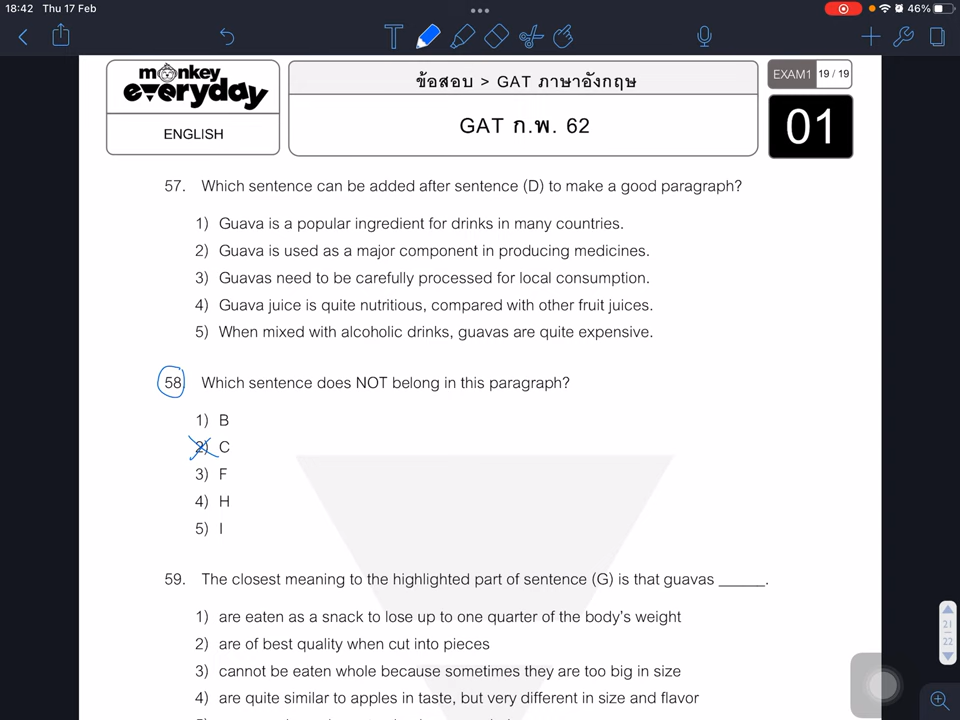 18:42 Thu 17 Feb
46%
monkey
everyday
ENGLISH
ข้อสอบ > GAT ภาษาอังกฤษ
GAT ก.พ. 62
EXAM1 19 / 19
01
57. Which sentence can be added after sentence (D) to make a good paragraph?
1) Guava is a popular ingredient for drinks in many countries.
2) Guava is used as a major component in producing medicines.
3) Guavas need to be carefully processed for local consumption.
4) Guava juice is quite nutritious, compared with other fruit juices.
5) When mixed with alcoholic drinks, guavas are quite expensive.
58. Which sentence does NOT belong in this paragraph?
1) B
2) C
3) F
4) H
5) I
59. The closest meaning to the highlighted part of sentence (G) is that guavas ______.
1) are eaten as a snack to lose up to one quarter of the body's weight
2) are of best quality when cut into pieces
3) cannot be eaten whole because sometimes they are too big in size
4) are quite similar to apples in taste, but very different in size and flavor
21
22